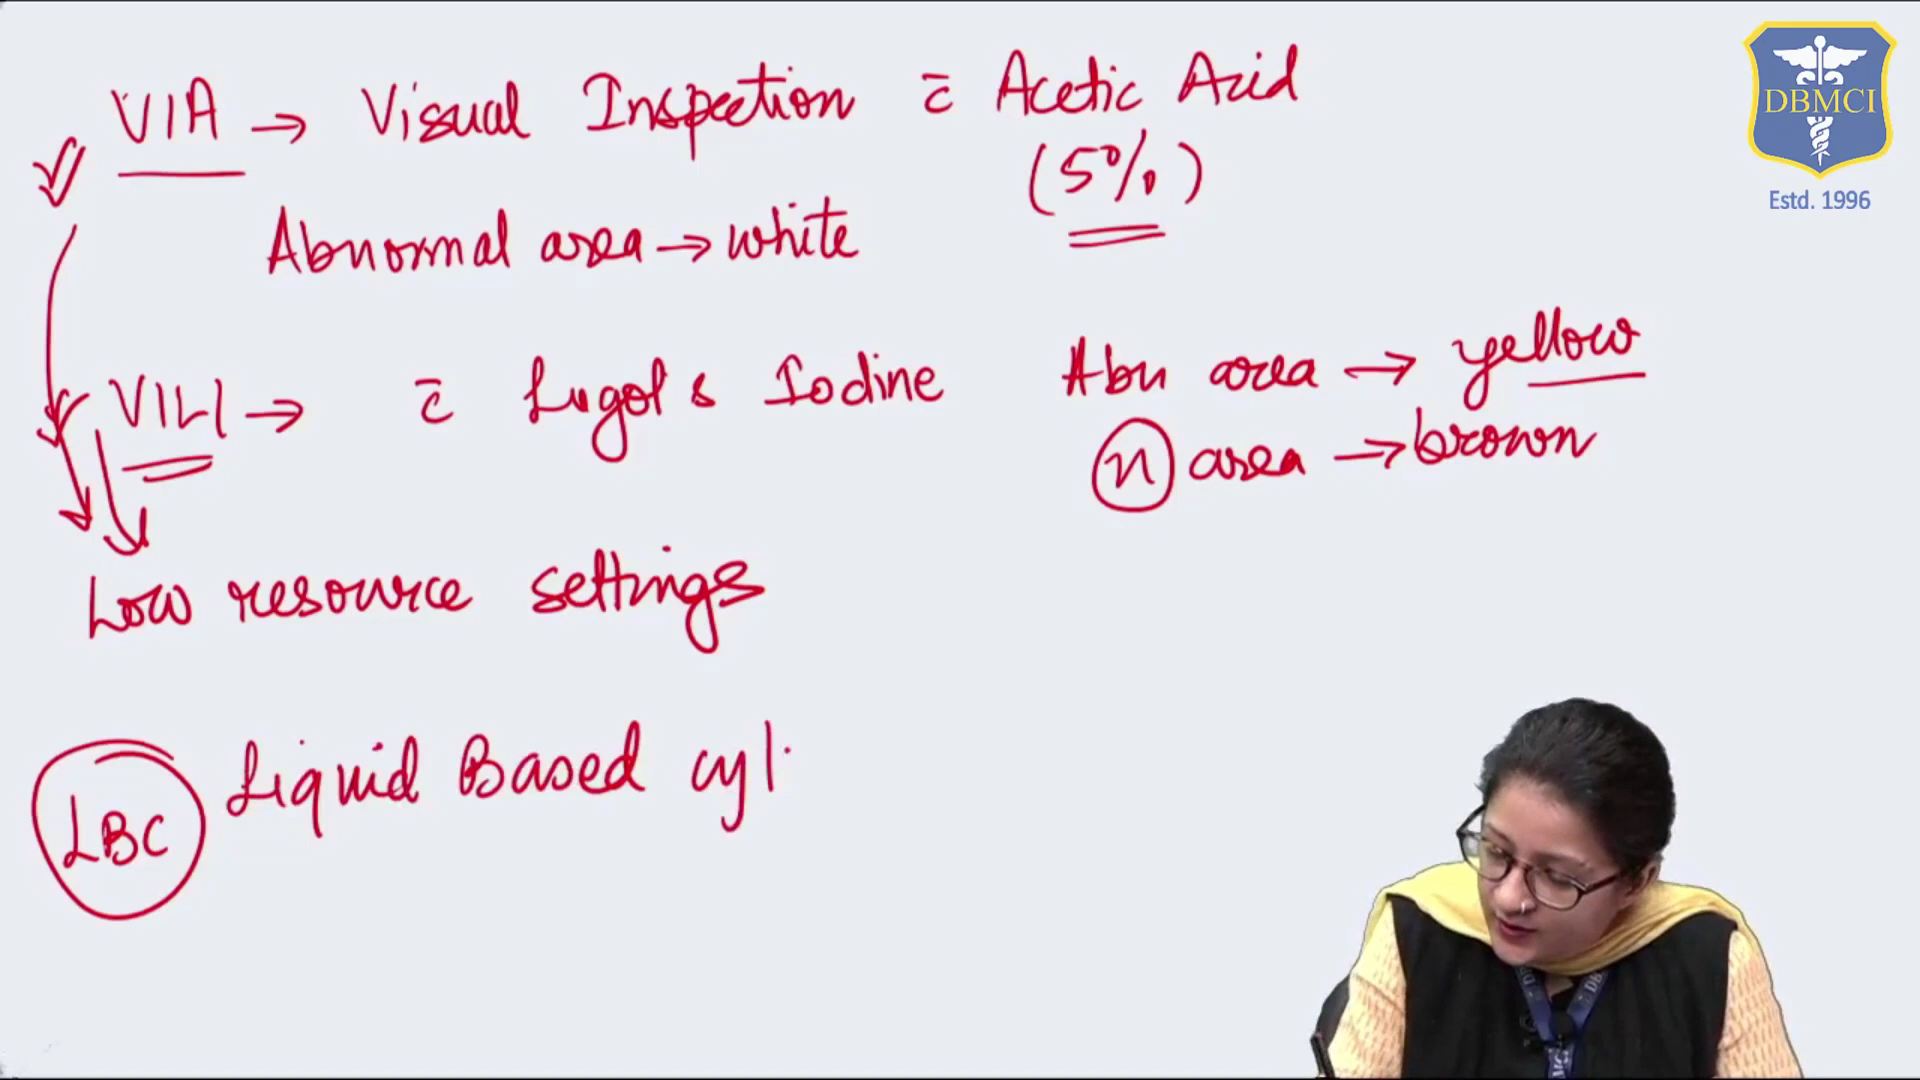 VIA → Visual Inspection c̄ Acetic Acid
(5%)
Abnormal area → white
VILI → c̄ Lugol's Iodine
Abn area → yellow
n area → brown
Low resource settings
LBC Liquid Based cyt
DBMCI
Estd. 1996